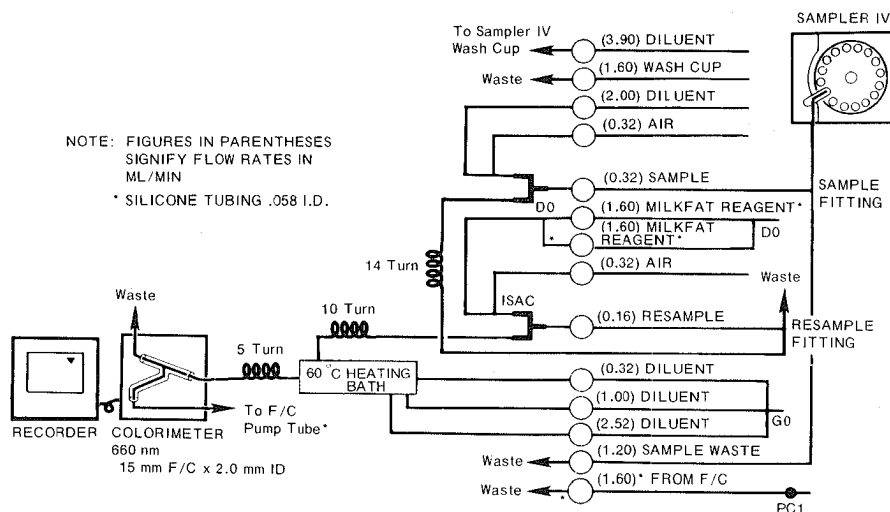 SAMPLER IV
To Sampler IV
Wash Cup
(3.90) DILUENT
Waste
(1.60) WASH CUP
(2.00) DILUENT
(0.32) AIR
NOTE: FIGURES IN PARENTHESES
SIGNIFY FLOW RATES IN
ML/MIN
* SILICONE TUBING .058 I.D.
(0.32) SAMPLE
SAMPLE
FITTING
D0
(1.60) MILKFAT REAGENT*
(1.60) MILKFAT
REAGENT*
*
D0
14 Turn
(0.32) AIR
Waste
Waste
10 Turn
ISAC
(0.16) RESAMPLE
RESAMPLE
FITTING
5 Turn
60°C HEATING
BATH
(0.32) DILUENT
(1.00) DILUENT
G0
(2.52) DILUENT
To F/C
Pump Tube*
RECORDER
COLORIMETER
660 nm
15 mm F/C x 2.0 mm ID
Waste
(1.20) SAMPLE WASTE
Waste
*
(1.60)* FROM F/C
PC1